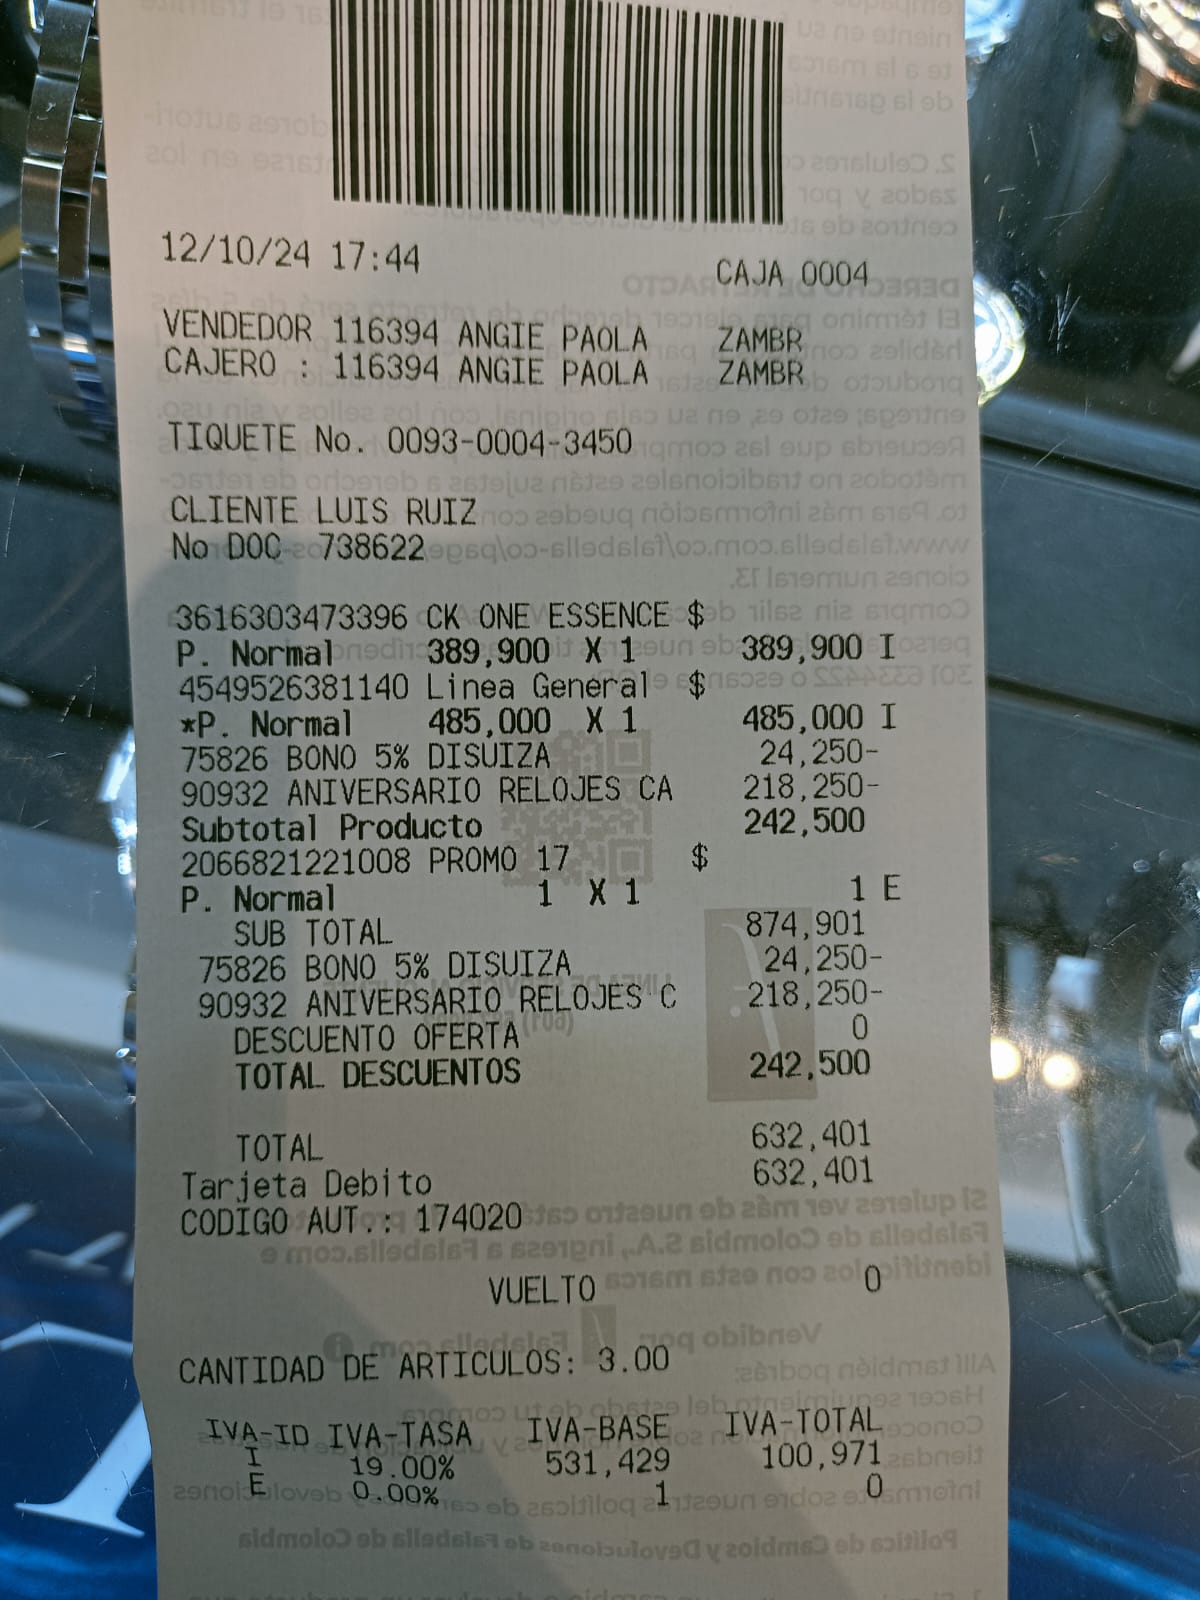 12/10/24 17:44 CAJA 0004
VENDEDOR 116394 ANGIE PAOLA ZAMBR
CAJERO : 116394 ANGIE PAOLA ZAMBR
TIQUETE No. 0093-0004-3450
CLIENTE LUIS RUIZ
No DOC 738622
3616303473396 CK ONE ESSENCE $
P. Normal 389,900 X 1 389,900 I
4549526381140 Linea General $
*P. Normal 485,000 X 1 485,000 I
75826 BONO 5% DISUIZA 24,250-
90932 ANIVERSARIO RELOJES CA 218,250-
Subtotal Producto 242,500
2066821221008 PROMO 17 $
P. Normal 1 X 1 1 E
SUB TOTAL 874,901
75826 BONO 5% DISUIZA 24,250-
90932 ANIVERSARIO RELOJES C 218,250-
DESCUENTO OFERTA 0
TOTAL DESCUENTOS 242,500
TOTAL 632,401
Tarjeta Debito 632,401
CODIGO AUT.: 174020
VUELTO 0
CANTIDAD DE ARTICULOS: 3.00
IVA-ID IVA-TASA IVA-BASE IVA-TOTAL
I 19.00% 531,429 100,971
E 0.00% 1 0